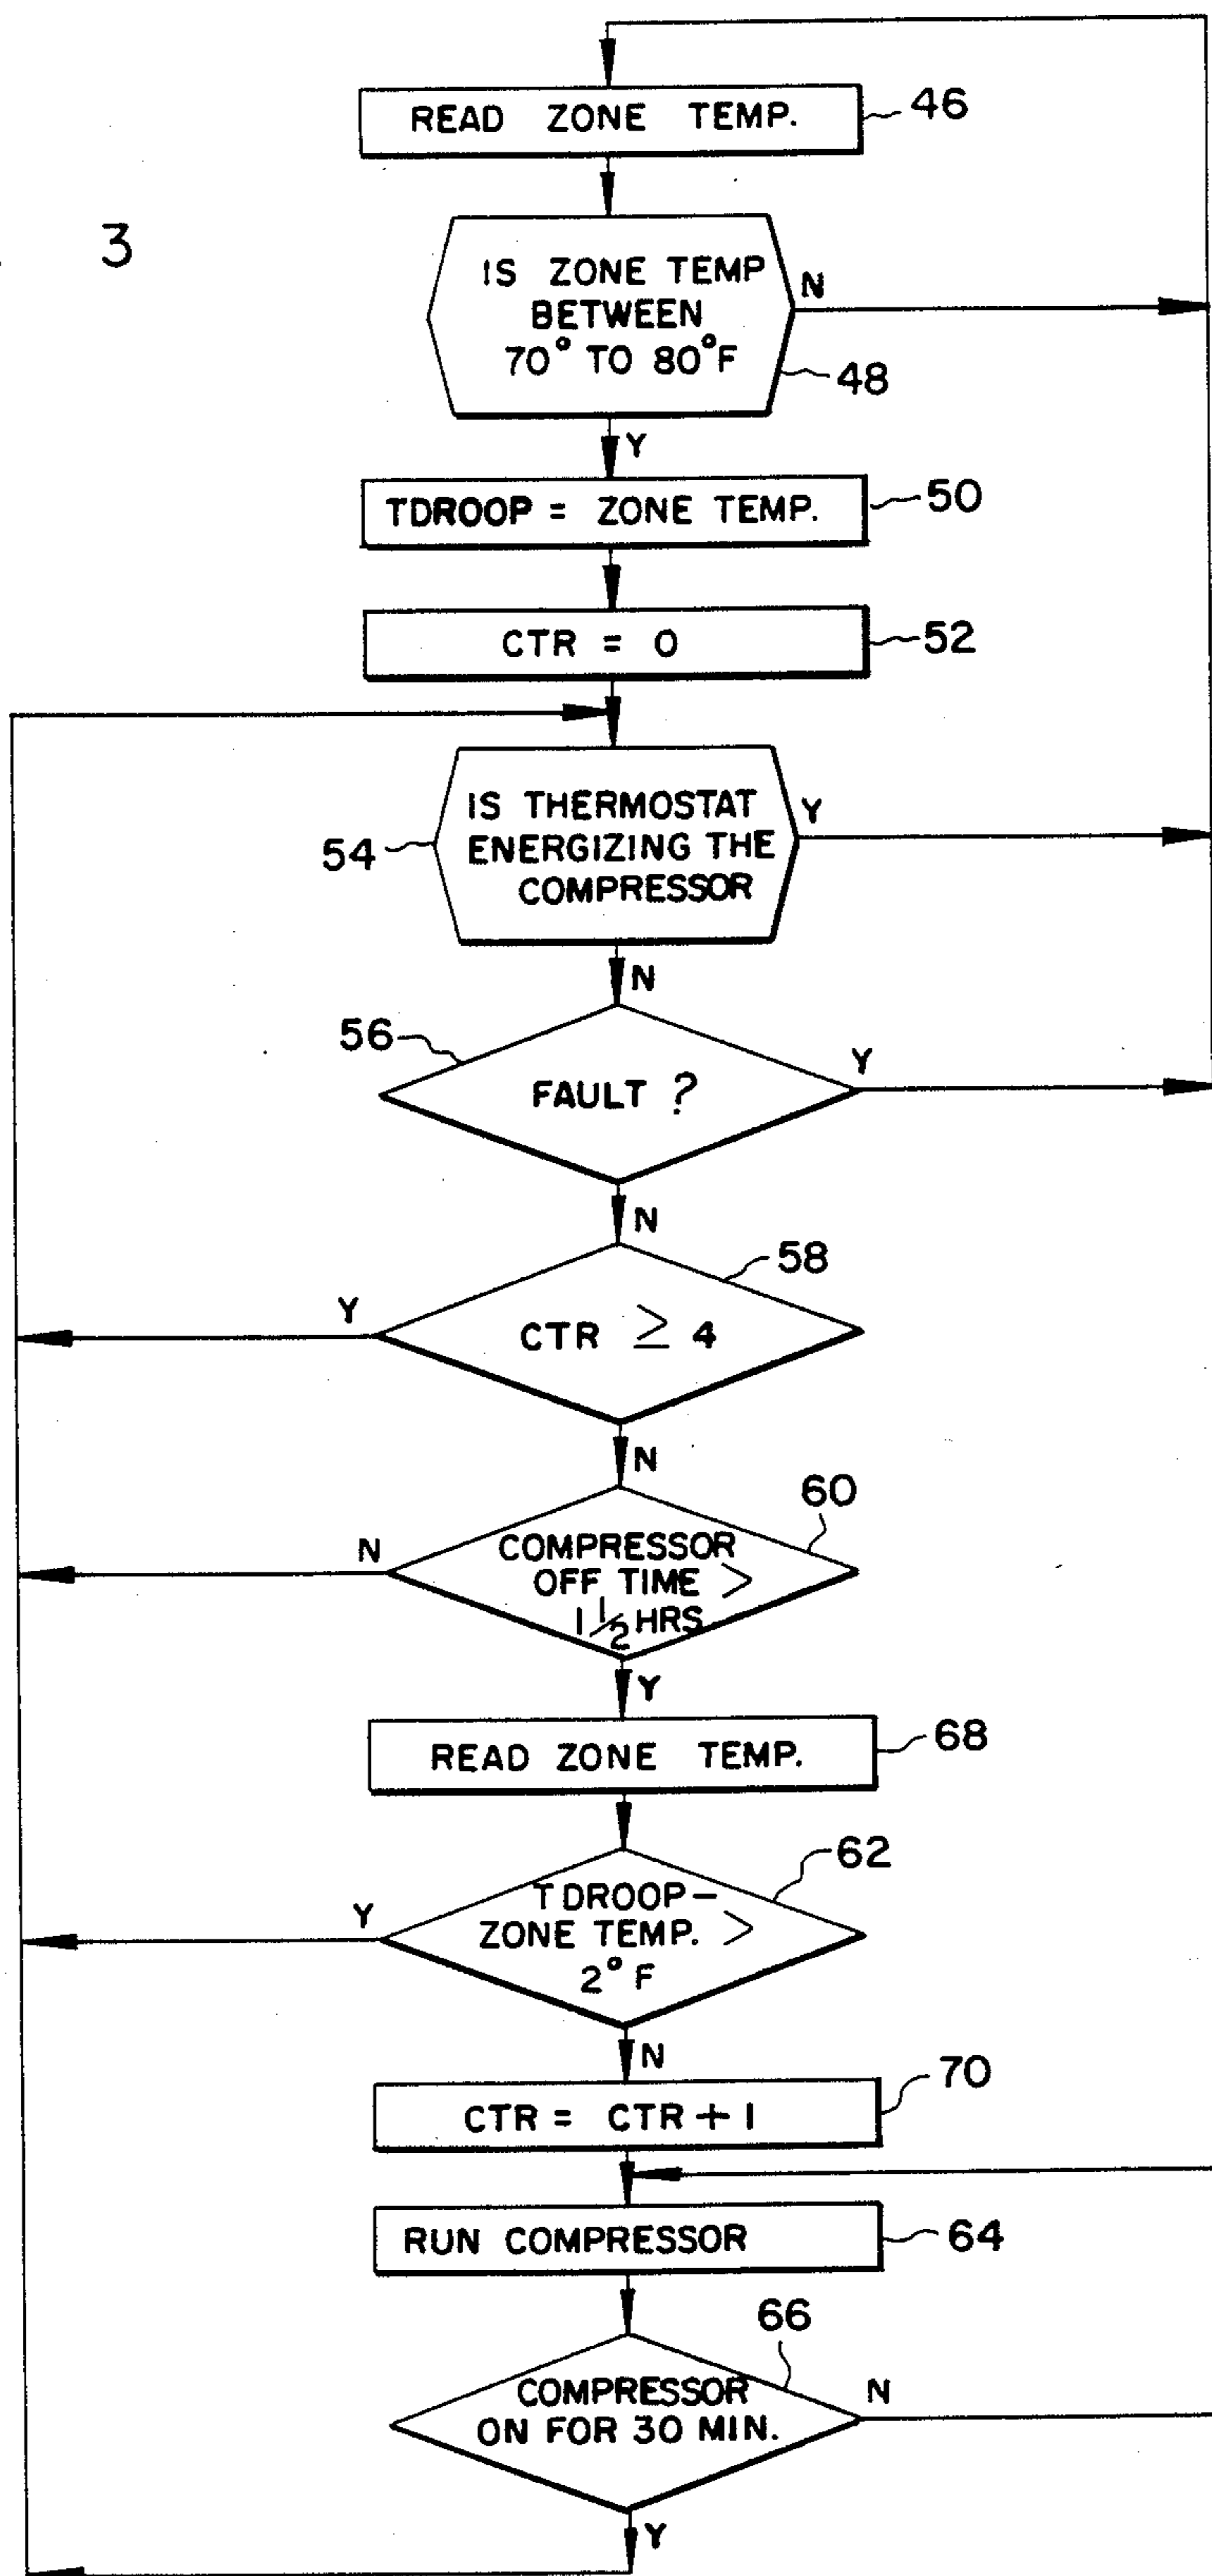 3
READ ZONE TEMP.
46
IS ZONE TEMP
BETWEEN
70° TO 80°F
N
48
Y
TDROOP = ZONE TEMP.
50
CTR = 0
52
IS THERMOSTAT
ENERGIZING THE
COMPRESSOR
Y
54
N
56
FAULT ?
Y
N
58
Y
CTR ≥ 4
N
60
N
COMPRESSOR
OFF TIME >
1 1/2 HRS.
Y
READ ZONE TEMP.
68
62
Y
TDROOP-
ZONE TEMP. >
2°F
N
70
CTR = CTR + 1
RUN COMPRESSOR
64
66
COMPRESSOR
ON FOR 30 MIN.
N
Y